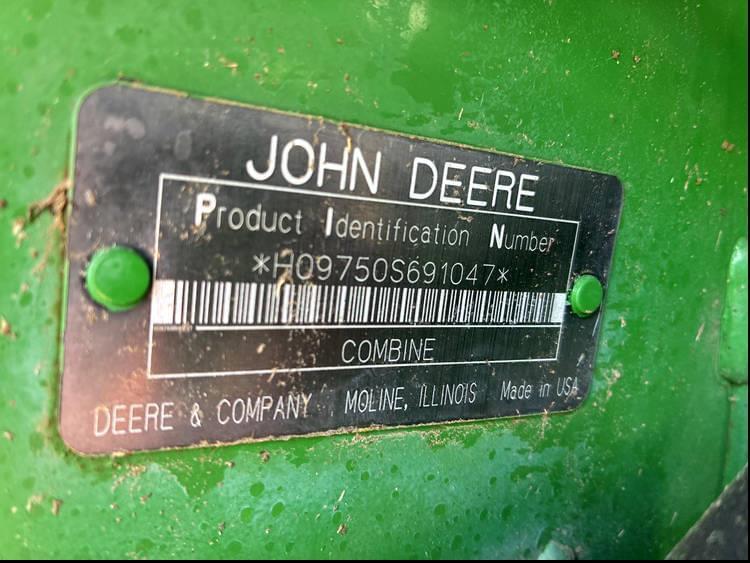 JOHN DEERE
Product Identification Number
*H09750S691047*
COMBINE
DEERE & COMPANY MOLINE, ILLINOIS Made in USA